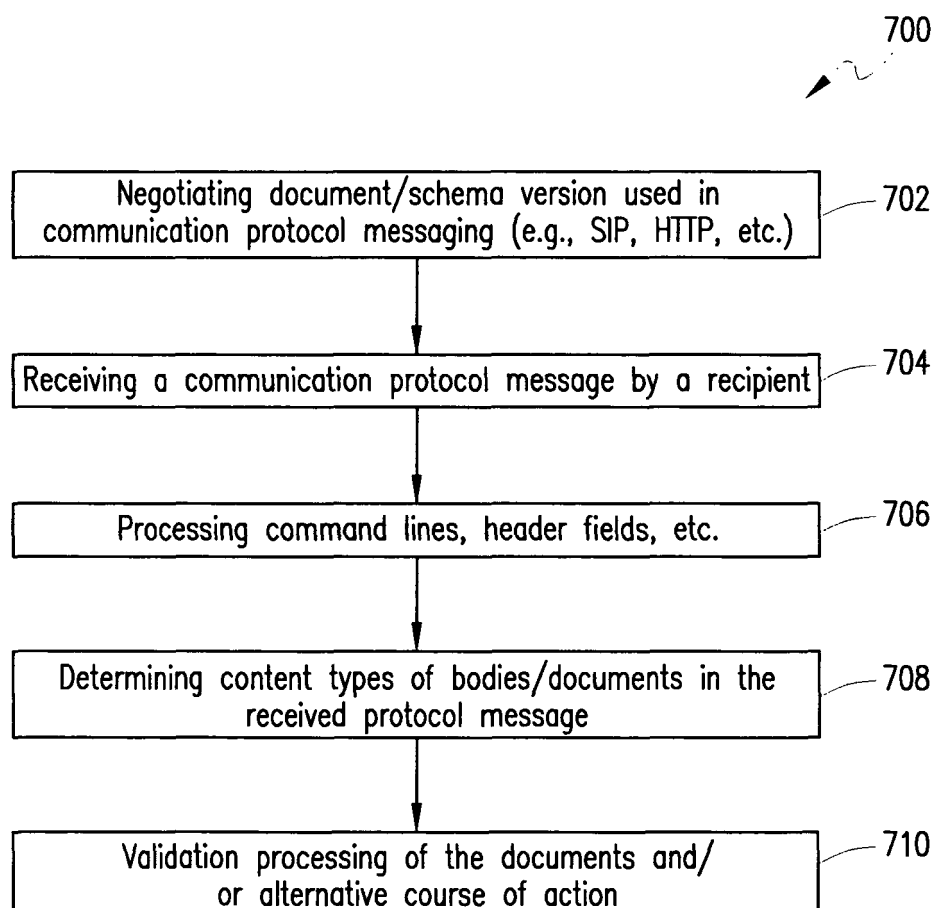 700
Negotiating document/schema version used in
communication protocol messaging (e.g., SIP, HTTP, etc.)
702
Receiving a communication protocol message by a recipient
704
Processing command lines, header fields, etc.
706
Determining content types of bodies/documents in the
received protocol message
708
Validation processing of the documents and/
or alternative course of action
710